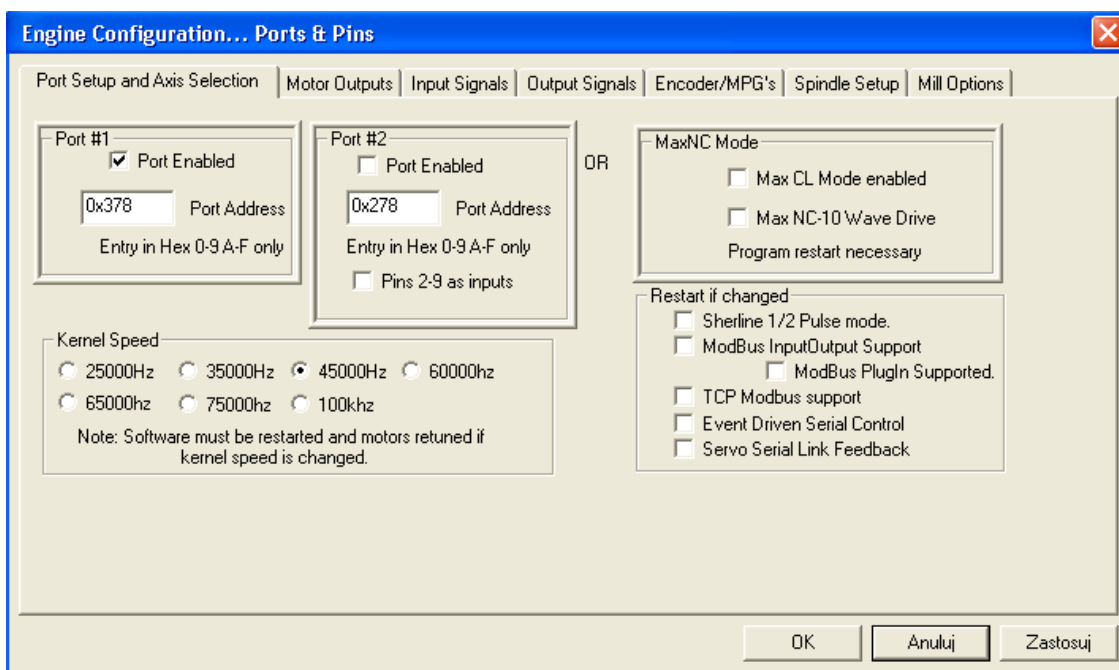 Engine Configuration... Ports & Pins
Port Setup and Axis Selection Motor Outputs Input Signals Output Signals Encoder/MPG's Spindle Setup Mill Options
Port #1
Port Enabled
0x378 Port Address
Entry in Hex 0-9 A-F only
Port #2
Port Enabled
0x278 Port Address
Entry in Hex 0-9 A-F only
Pins 2-9 as inputs
OR
MaxNC Mode
Max CL Mode enabled
Max NC-10 Wave Drive
Program restart necessary
Kernel Speed
25000Hz 35000Hz 45000Hz 60000hz
65000hz 75000hz 100khz
Note: Software must be restarted and motors retuned if
kernel speed is changed.
Restart if changed
Sherline 1/2 Pulse mode.
ModBus InputOutput Support
ModBus PlugIn Supported.
TCP Modbus support
Event Driven Serial Control
Servo Serial Link Feedback
OK Anuluj Zastosuj